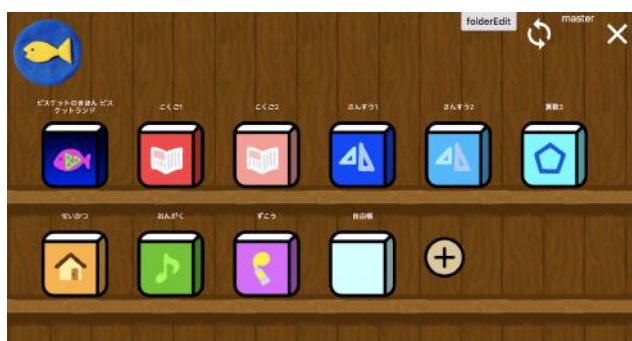 folderEdit
master
ビスケットのきほん ビス
ケットランド
こくご1
こくご2
さんすう1
さんすう2
算数3
せいかつ
おんがく
ずこう
自由帳